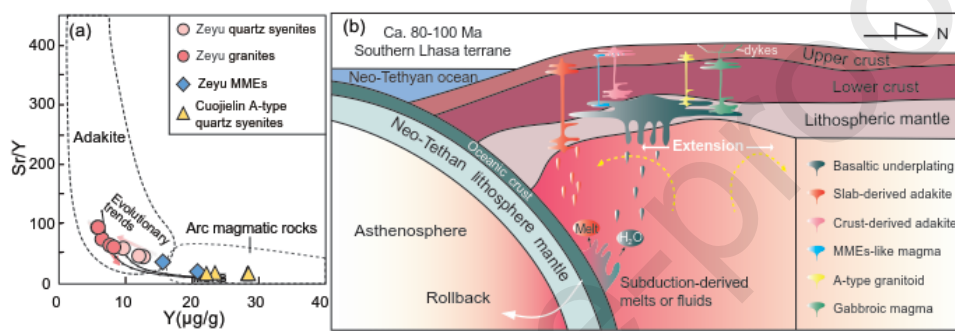 (a)
Zeyu quartz syenites
Zeyu granites
Zeyu MMEs
Cuojielin A-type
quartz syenites
400
300
200
100
0
Sr/Y
Adakite
Evolutionary
trends
Arc magmatic rocks
0
10
20
30
40
Y(μg/g)
(b)
Ca. 80-100 Ma
Southern Lhasa terrane
N
Neo-Tethyan ocean
dykes
Upper crust
Lower crust
Lithospheric mantle
Oceanic crust
Neo-Tethan lithosphere mantle
Extension
Asthenosphere
Melt
H₂O
Subduction-derived
melts or fluids
Rollback
Basaltic underplating
Slab-derived adakite
Crust-derived adakite
MMEs-like magma
A-type granitoid
Gabbroic magma